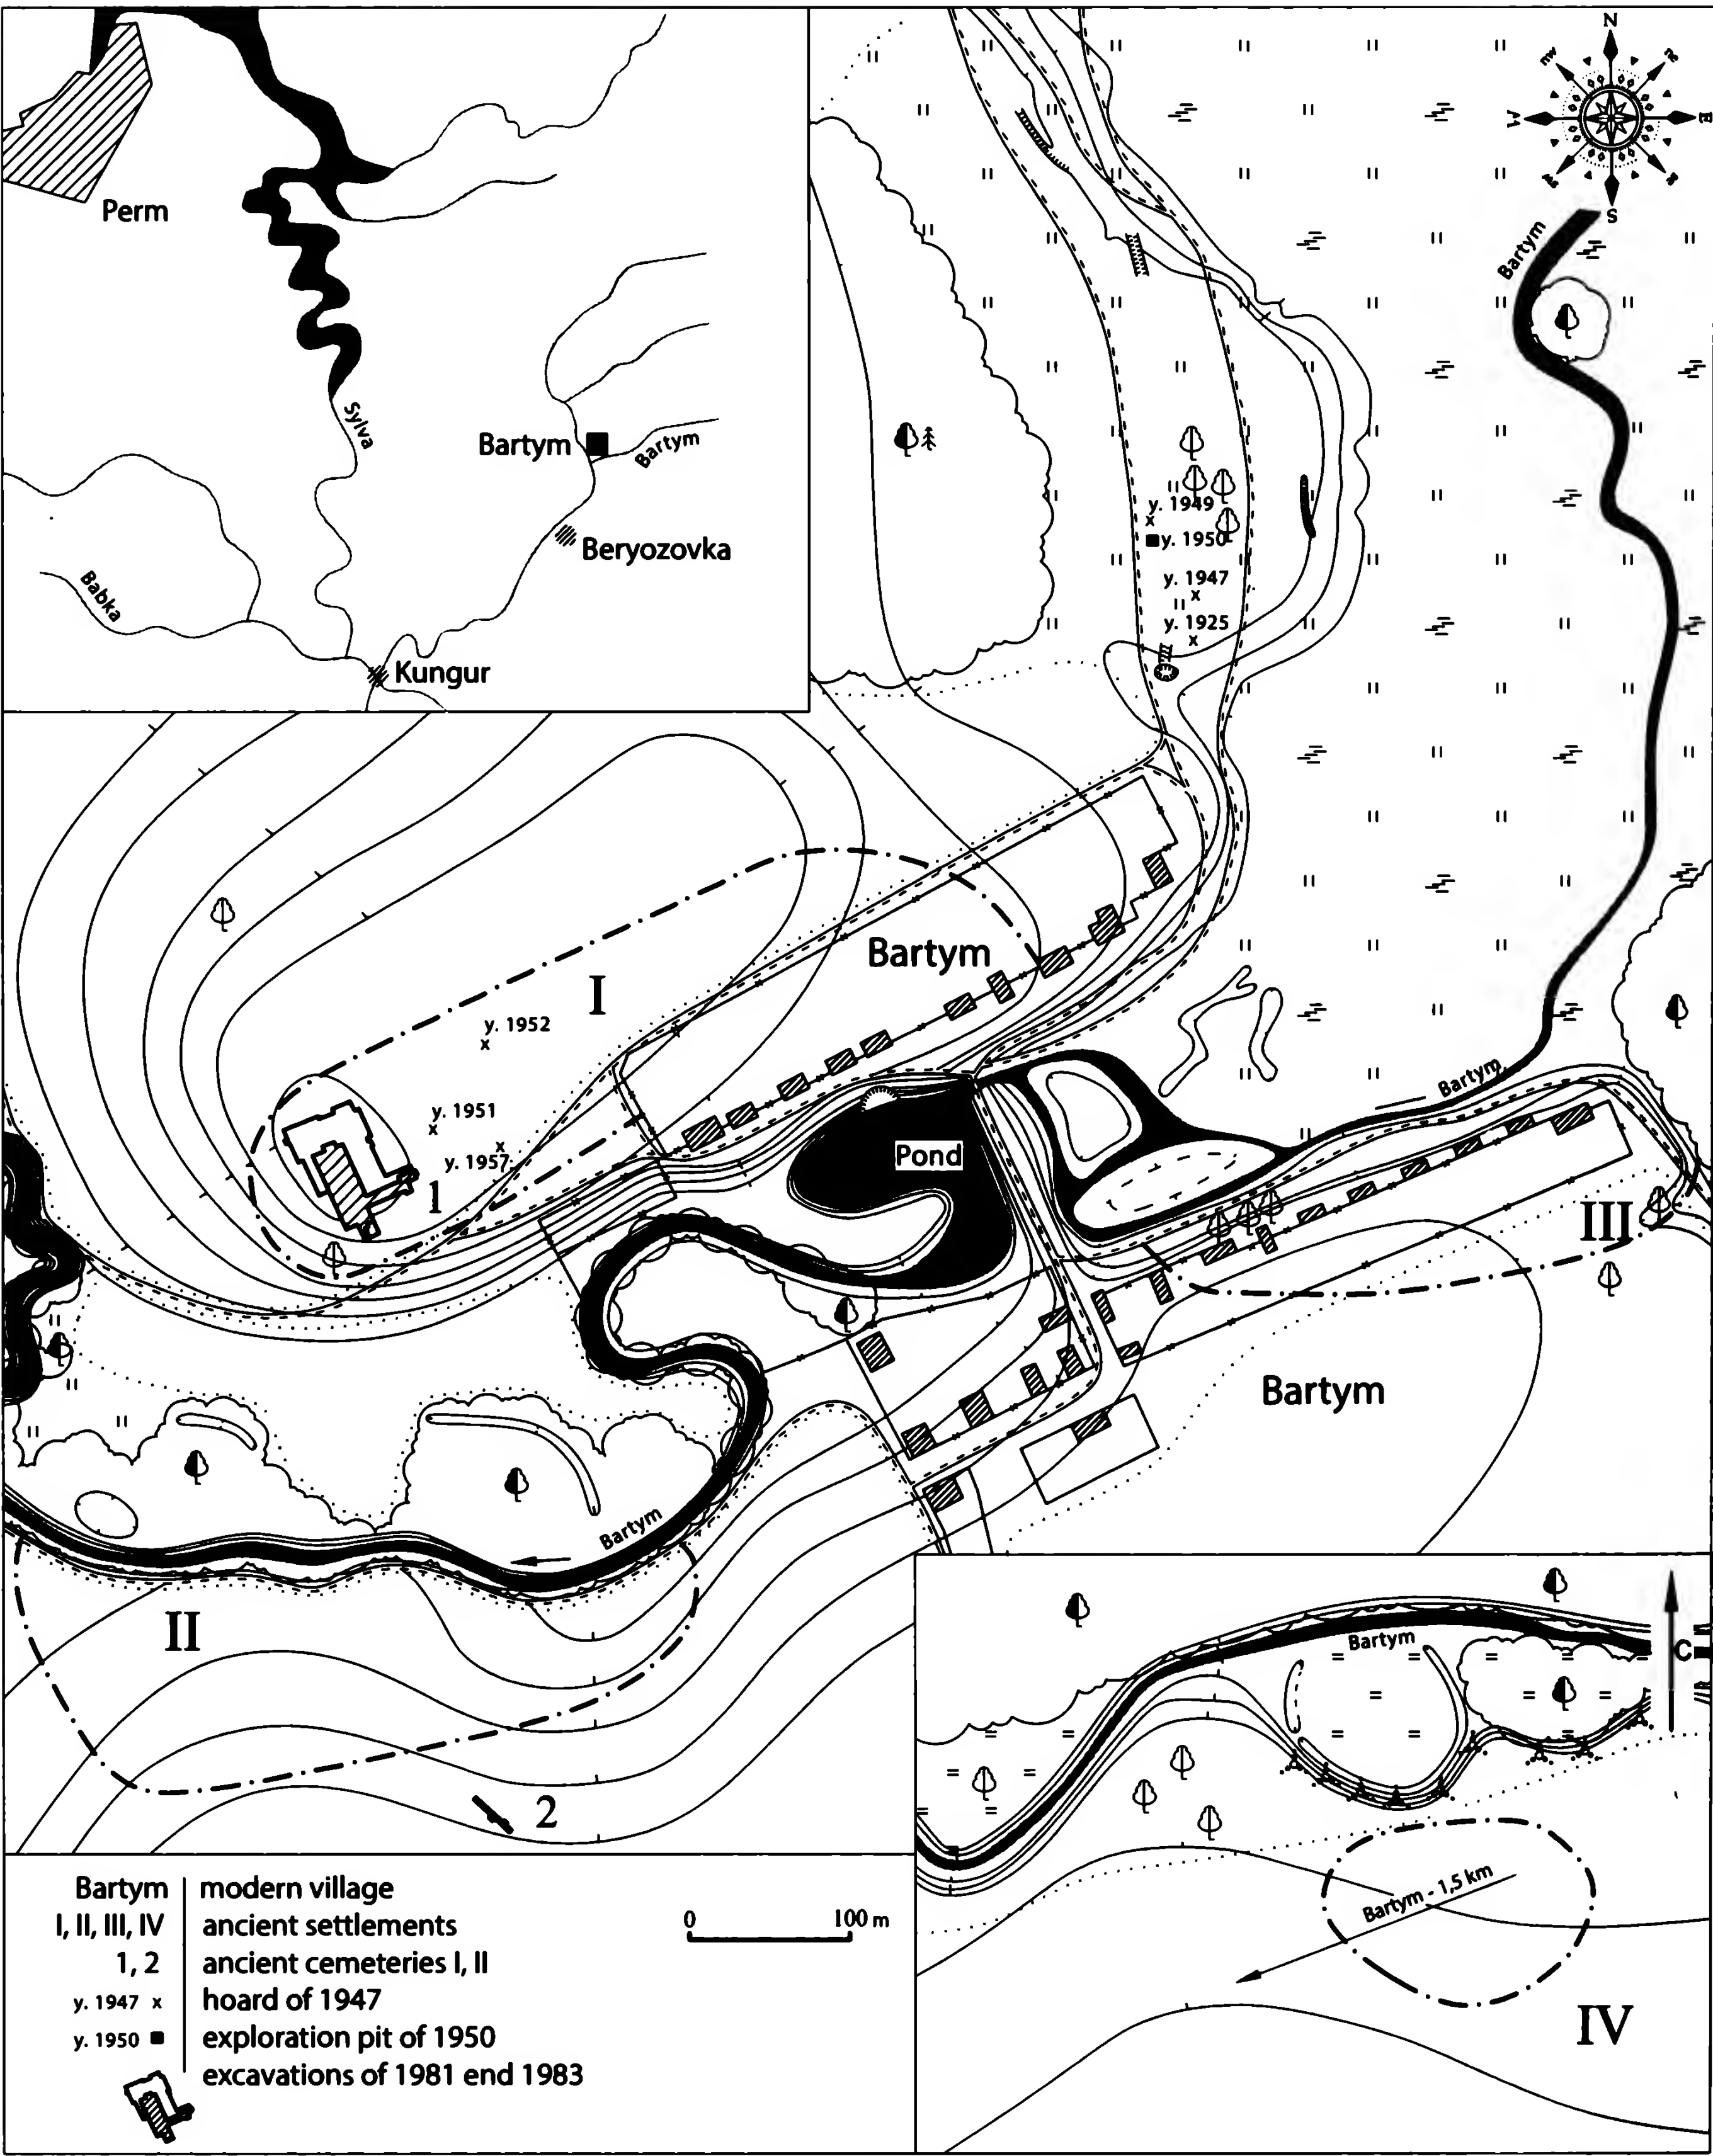 Perm
Sylva
Bartym
Bartym
Beryozovka
Babka
Kungur
N
E
S
Bartym
y. 1949
y. 1950
y. 1947
y. 1925
Bartym
I
y. 1952
y. 1951
y. 1957
1
Pond
Bartym
III
Bartym
Bartym
II
2
Bartym
C
Bartym - 1,5 km
IV
Bartym modern village
I, II, III, IV ancient settlements
1, 2 ancient cemeteries I, II
y. 1947 x hoard of 1947
y. 1950 ■ exploration pit of 1950
excavations of 1981 end 1983
0 100 m